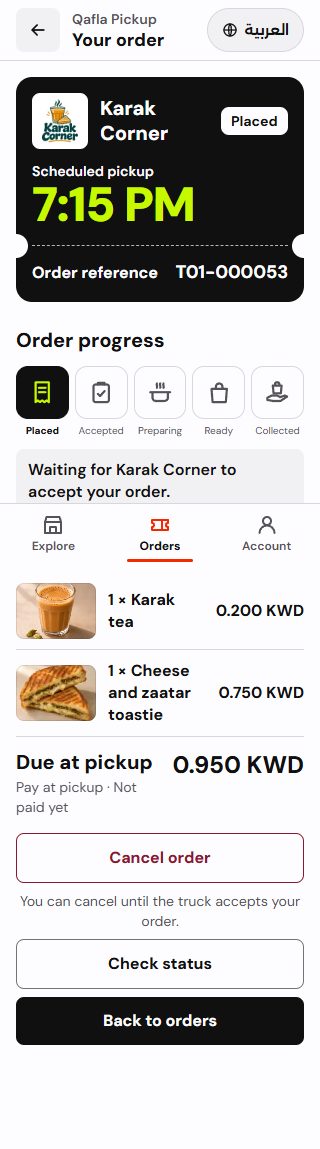 Qafla Pickup
Your order
العربية
Karak Corner
Karak
Corner
Placed
Scheduled pickup
7:15 PM
Order reference T01-000053
Order progress
Placed Accepted Preparing Ready Collected
Waiting for Karak Corner to
accept your order.
Explore Orders Account
1 × Karak
tea
0.200 KWD
1 × Cheese
and zaatar
toastie
0.750 KWD
Due at pickup 0.950 KWD
Pay at pickup · Not
paid yet
Cancel order
You can cancel until the truck accepts your
order.
Check status
Back to orders